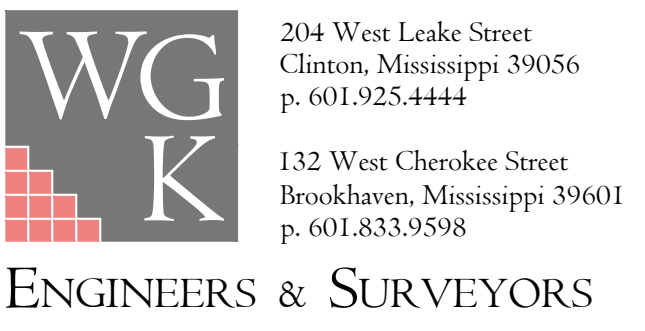 WG
K
204 West Leake Street
Clinton, Mississippi 39056
p. 601.925.4444
132 West Cherokee Street
Brookhaven, Mississippi 39601
p. 601.833.9598
ENGINEERS & SURVEYORS